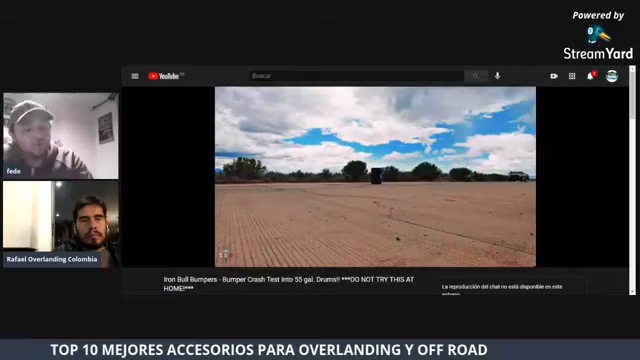 Powered by
StreamYard
YouTube
Buscar
fede
Rafael Overlanding Colombia
Iron Bull Bumpers - Bumper Crash Test Into 55 gal. Drums!! ***DO NOT TRY THIS AT
HOME!***
La reproducción del chat no está disponible en este
TOP 10 MEJORES ACCESORIOS PARA OVERLANDING Y OFF ROAD